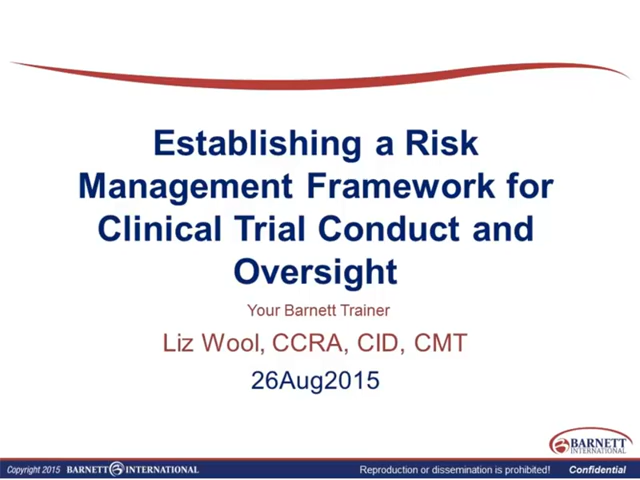 Establishing a Risk
Management Framework for
Clinical Trial Conduct and
Oversight
Your Barnett Trainer
Liz Wool, CCRA, CID, CMT
26Aug2015
BARNETT
INTERNATIONAL
Copyright 2015 BARNETT INTERNATIONAL Reproduction or dissemination is prohibited! Confidential